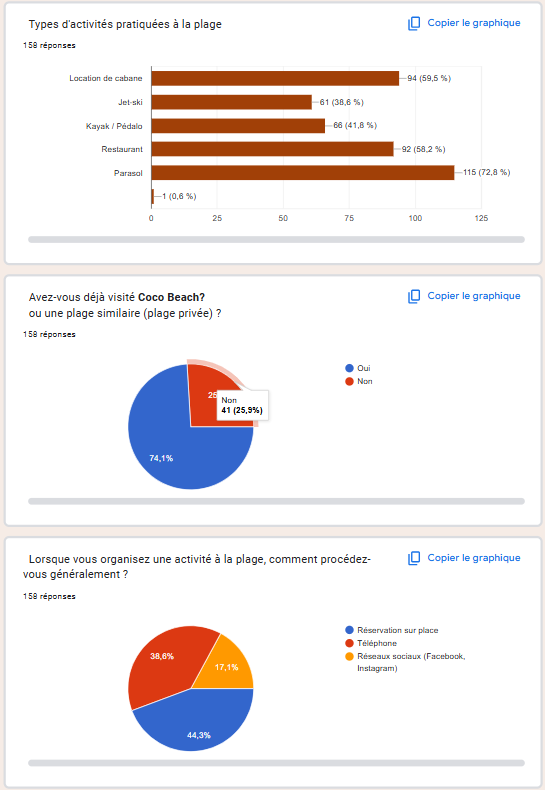 Types d'activités pratiquées à la plage
Copier le graphique
158 réponses
Location de cabane
94 (59,5 %)
Jet-ski
61 (38,6 %)
Kayak / Pédalo
66 (41,8 %)
Restaurant
92 (58,2 %)
Parasol
115 (72,8 %)
1 (0,6 %)
0 25 50 75 100 125
Avez-vous déjà visité Coco Beach?
ou une plage similaire (plage privée) ?
Copier le graphique
158 réponses
Oui
Non
Non
41 (25,9%)
74,1%
Lorsque vous organisez une activité à la plage, comment procédez-
vous généralement ?
Copier le graphique
158 réponses
Réservation sur place
Téléphone
Réseaux sociaux (Facebook,
Instagram)
38,6%
17,1%
44,3%